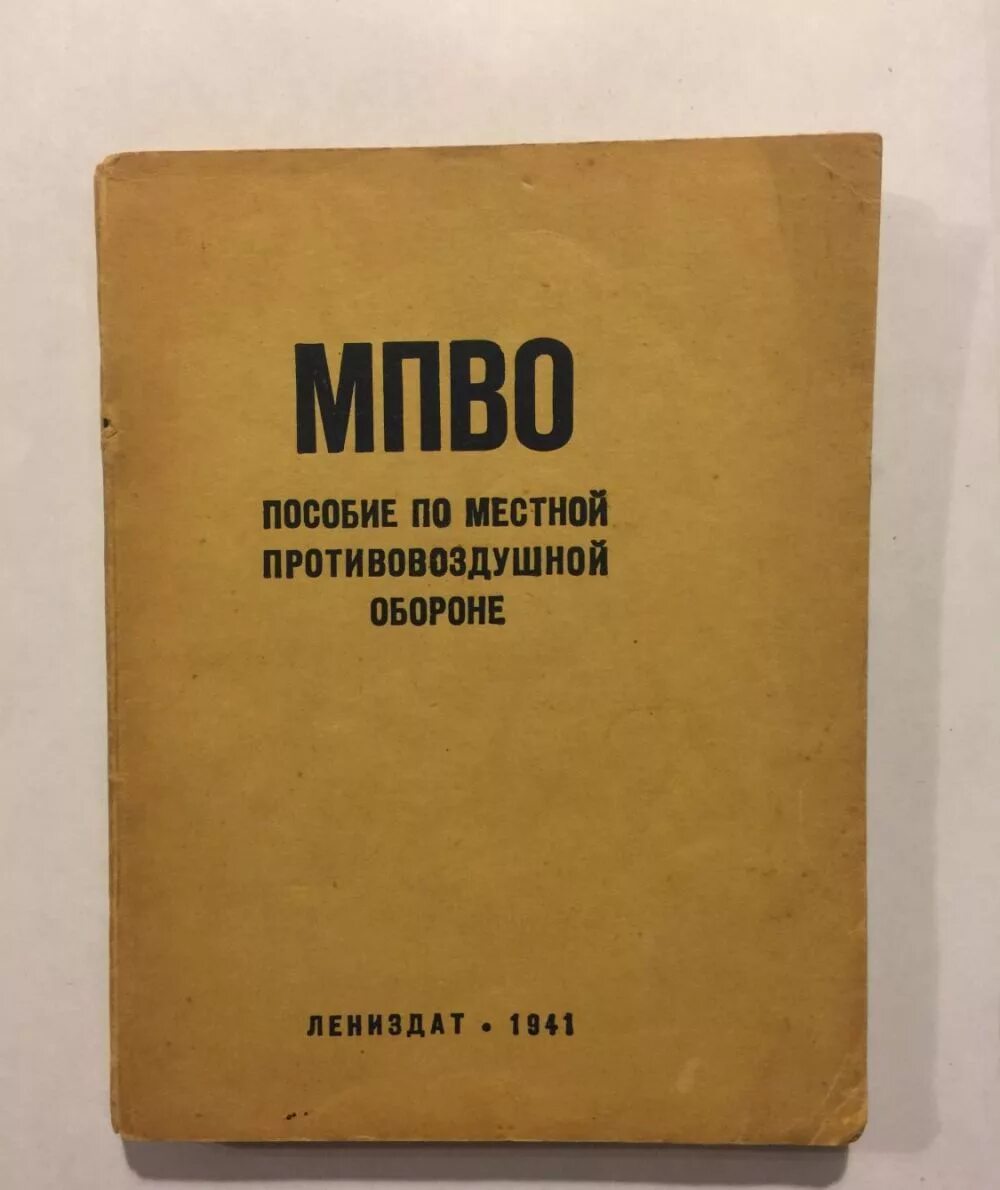 МПВО
ПОСОБИЕ ПО МЕСТНОЙ
ПРОТИВОВОЗДУШНОЙ
ОБОРОНЕ
ЛЕНИЗДАТ • 1941